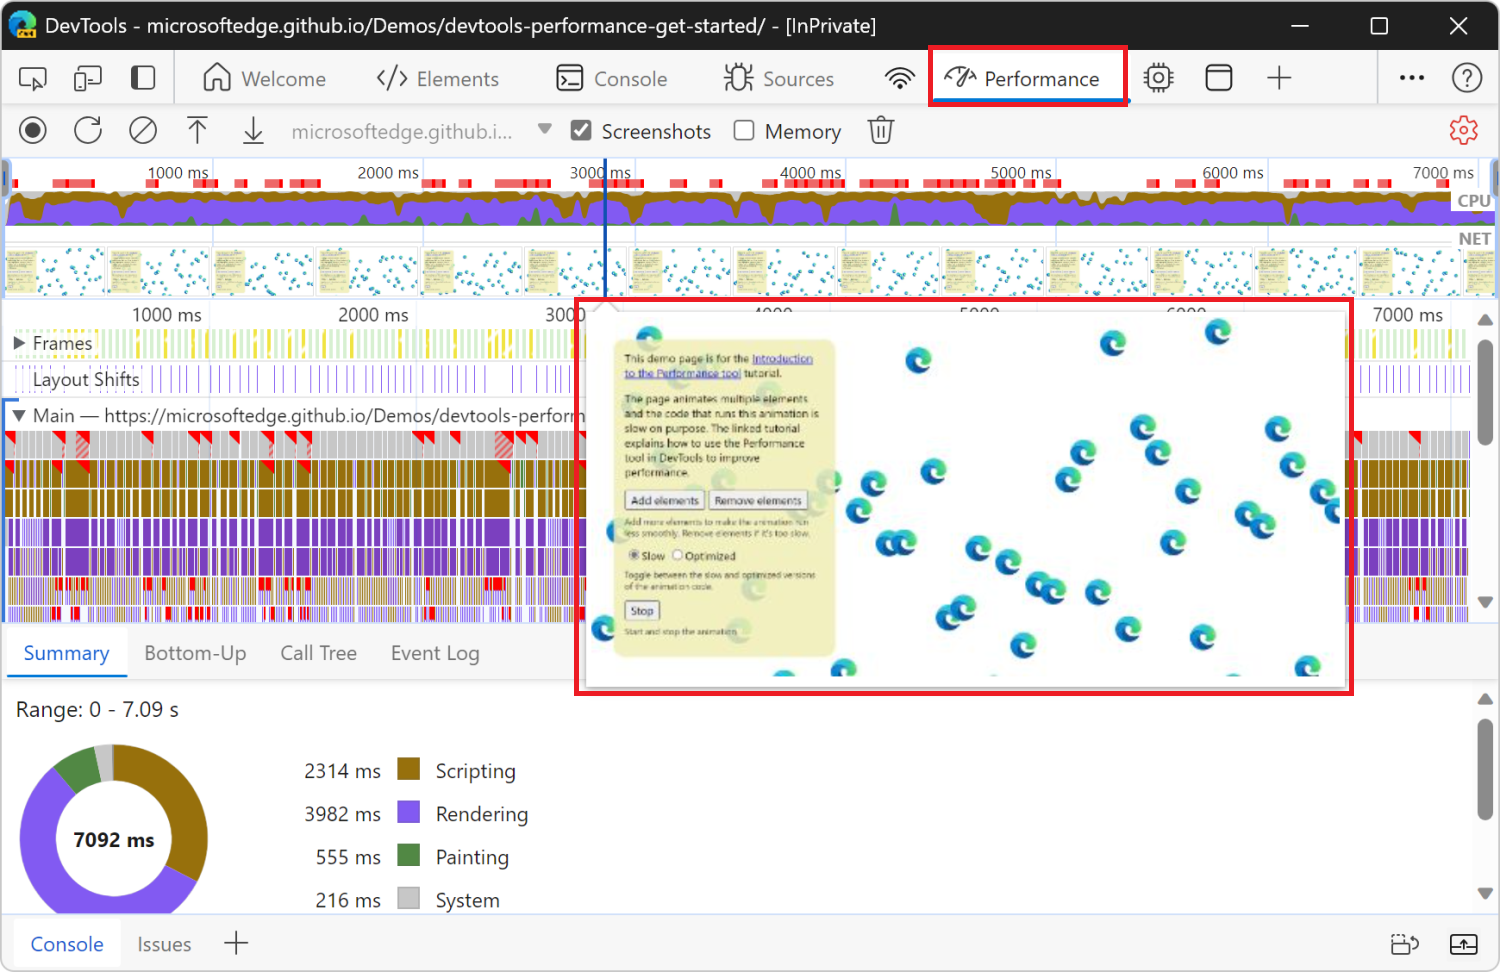 DevTools - microsoftedge.github.io/Demos/devtools-performance-get-started/ - [InPrivate]
Welcome
Elements
Console
Sources
Performance
microsoftedge.github.i...
Screenshots
Memory
1000 ms
2000 ms
3000 ms
4000 ms
5000 ms
6000 ms
7000 ms
CPU
NET
1000 ms
2000 ms
7000 ms
Frames
Layout Shifts
Main — https://microsoftedge.github.io/Demos/devtools-perform
This demo page is for the Introduction
to the Performance tool tutorial.
The page animates multiple elements
and the code that runs this animation is
slow on purpose. The linked tutorial
explains how to use the Performance
tool in DevTools to improve
performance.
Add elements
Remove elements
Add more elements to make the animation run
less smoothly. Remove elements if it's too slow.
Slow
Optimized
Toggle between the slow and optimized versions
of the animation code.
Stop
Start and stop the animation.
Summary
Bottom-Up
Call Tree
Event Log
Range: 0 - 7.09 s
7092 ms
2314 ms Scripting
3982 ms Rendering
555 ms Painting
216 ms System
Console
Issues